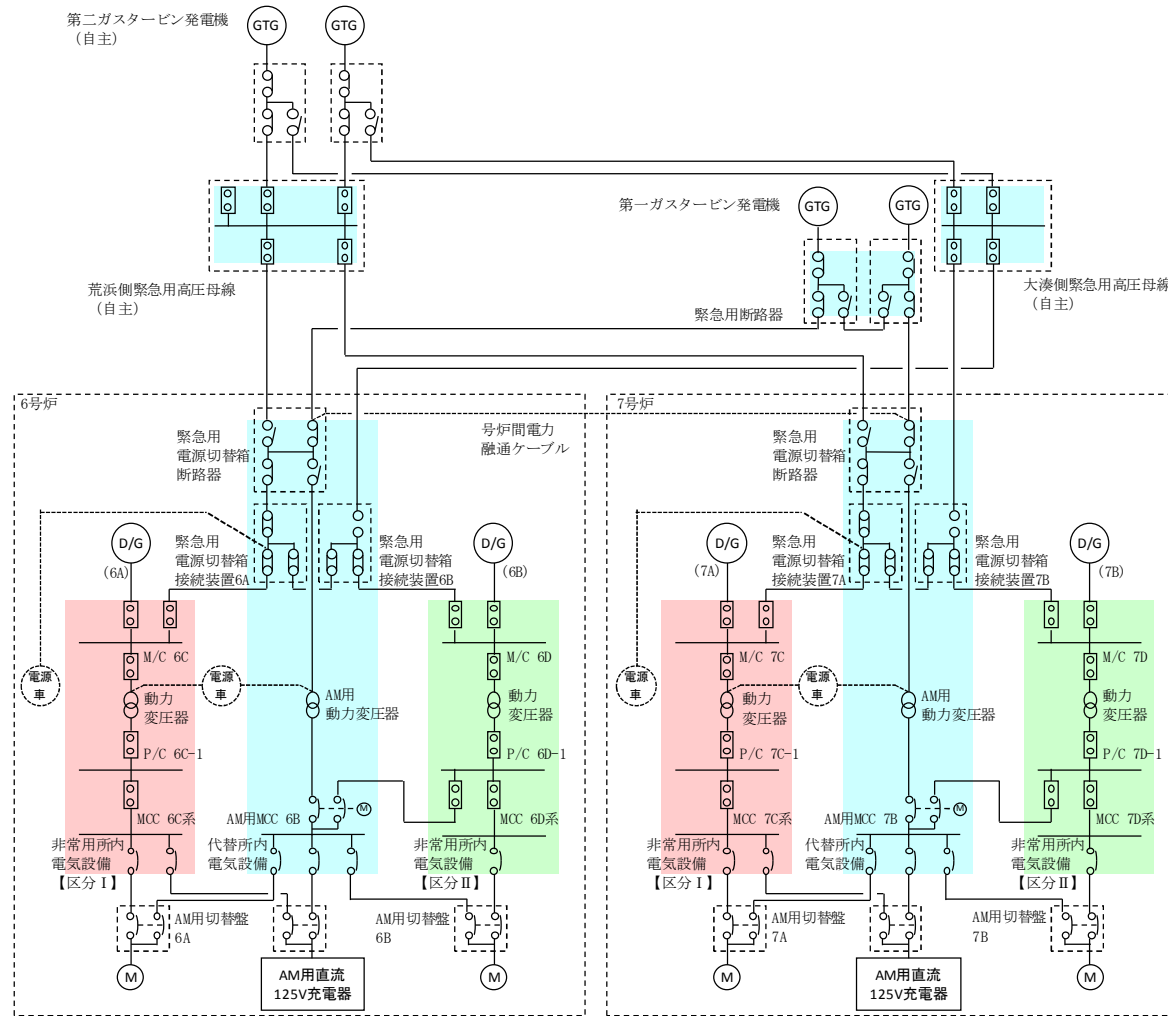 第二ガスタービン発電機
（自主）
GTG
GTG
第一ガスタービン発電機
GTG
GTG
荒浜側緊急用高圧母線
（自主）
大湊側緊急用高圧母線
（自主）
緊急用断路器
6号炉
緊急用
電源切替箱
断路器
号炉間電力
融通ケーブル
D/G
(6A)
緊急用
電源切替箱
接続装置6A
緊急用
電源切替箱
接続装置6B
D/G
(6B)
M/C 6C
M/C 6D
電源
車
電源
車
動力
変圧器
AM用
動力変圧器
動力
変圧器
P/C 6C-1
P/C 6D-1
M
MCC 6C系
AM用MCC 6B
MCC 6D系
非常用所内
電気設備
【区分Ⅰ】
代替所内
電気設備
非常用所内
電気設備
【区分Ⅱ】
AM用切替盤
6A
AM用切替盤
6B
M
AM用直流
125V充電器
M
7号炉
緊急用
電源切替箱
断路器
D/G
(7A)
緊急用
電源切替箱
接続装置7A
緊急用
電源切替箱
接続装置7B
D/G
(7B)
M/C 7C
M/C 7D
電源
車
電源
車
動力
変圧器
AM用
動力変圧器
動力
変圧器
P/C 7C-1
P/C 7D-1
M
MCC 7C系
AM用MCC 7B
MCC 7D系
非常用所内
電気設備
【区分Ⅰ】
代替所内
電気設備
非常用所内
電気設備
【区分Ⅱ】
AM用切替盤
7A
AM用切替盤
7B
M
AM用直流
125V充電器
M